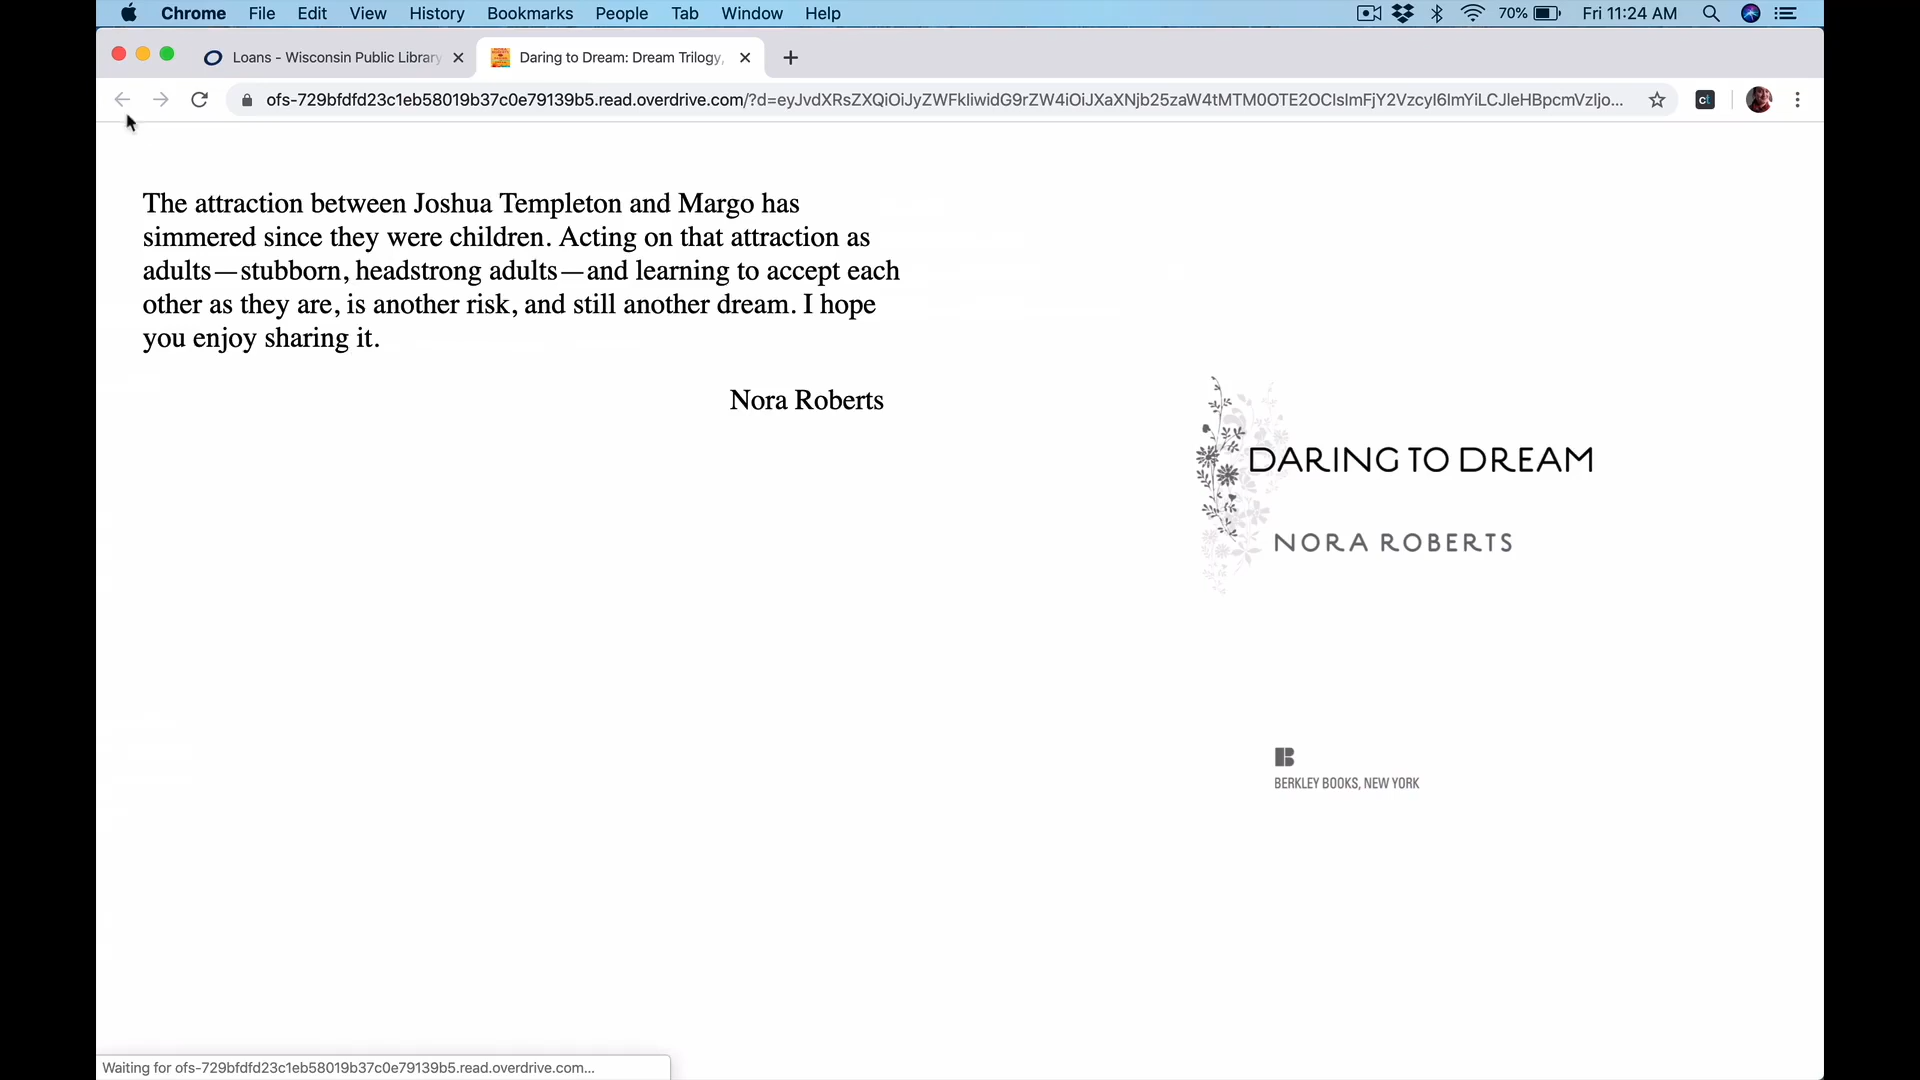 Chrome File Edit View History Bookmarks People Tab Window Help 70% Fri 11:24 AM
Loans - Wisconsin Public Library
Daring to Dream: Dream Trilogy,
ofs-729bfdfd23c1eb58019b37c0e79139b5.read.overdrive.com/?d=eyJvdXRsZXQiOiJyZWFkIiwidG9rZW4iOiJXaXNjb25zaW4tMTM0OTE2OCIsImFjY2VzcyI6ImYiLCJleHBpcmVzIjo...
ct
The attraction between Joshua Templeton and Margo has
simmered since they were children. Acting on that attraction as
adults—stubborn, headstrong adults—and learning to accept each
other as they are, is another risk, and still another dream. I hope
you enjoy sharing it.
Nora Roberts
DARING TO DREAM
NORA ROBERTS
B
BERKLEY BOOKS, NEW YORK
Waiting for ofs-729bfdfd23c1eb58019b37c0e79139b5.read.overdrive.com...